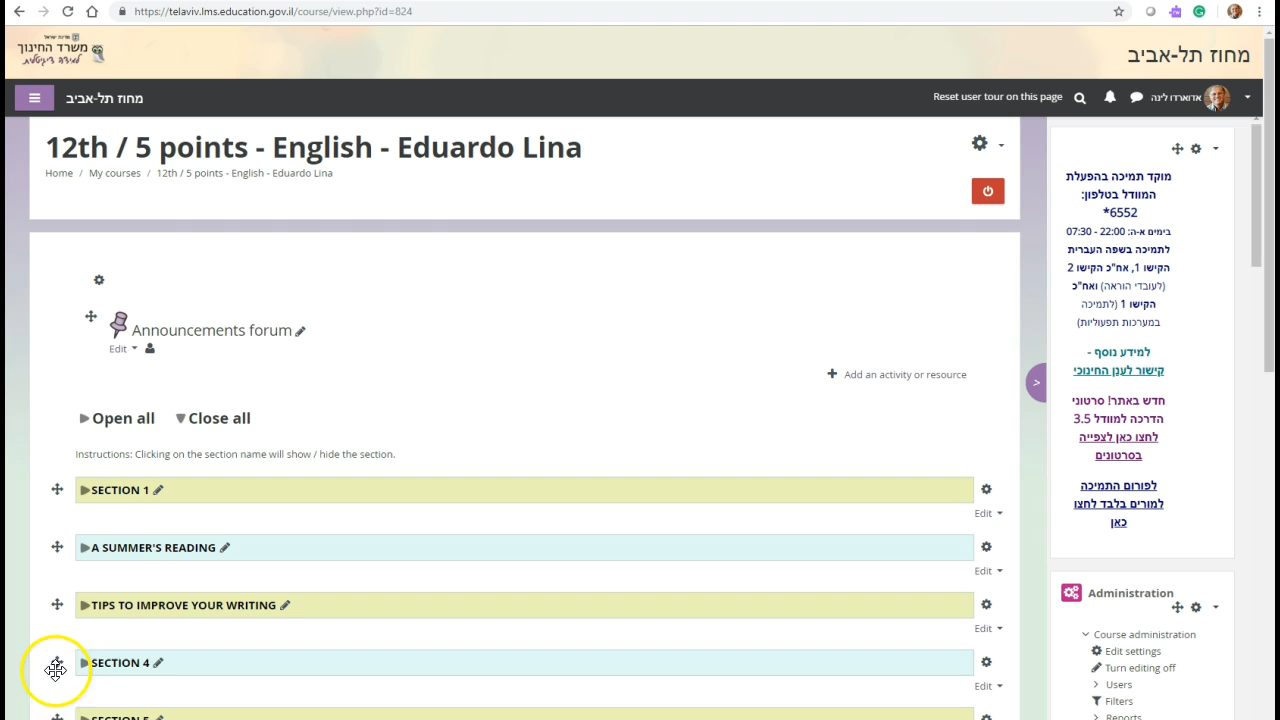 https://telaviv.lms.education.gov.il/course/view.php?id=824
מדינת ישראל
משרד החינוך
למידה דיגיטלית
מחוז תל-אביב
מחוז תל-אביב
Reset user tour on this page
אדוארדו לינה
12th / 5 points - English - Eduardo Lina
Home / My courses / 12th / 5 points - English - Eduardo Lina
Announcements forum
Edit
Add an activity or resource
Open all Close all
Instructions: Clicking on the section name will show / hide the section.
SECTION 1
Edit
A SUMMER'S READING
Edit
TIPS TO IMPROVE YOUR WRITING
Edit
SECTION 4
Edit
SECTION 5
>
מוקד תמיכה בהפעלת
המוודל בטלפון:
6552*
בימים א-ה: 22:00 - 07:30
לתמיכה בשפה העברית
הקישו 1, אח"כ הקישו 2
(לעובדי הוראה) ואח"כ
הקישו 1 (לתמיכה
במערכות תפעוליות)
למידע נוסף -
קישור לענן החינוכי
חדש באתר! סרטוני
הדרכה למוודל 3.5
לחצו כאן לצפייה
בסרטונים
לפורום התמיכה
למורים בלבד לחצו
כאן
Administration
Course administration
Edit settings
Turn editing off
Users
Filters
Reports